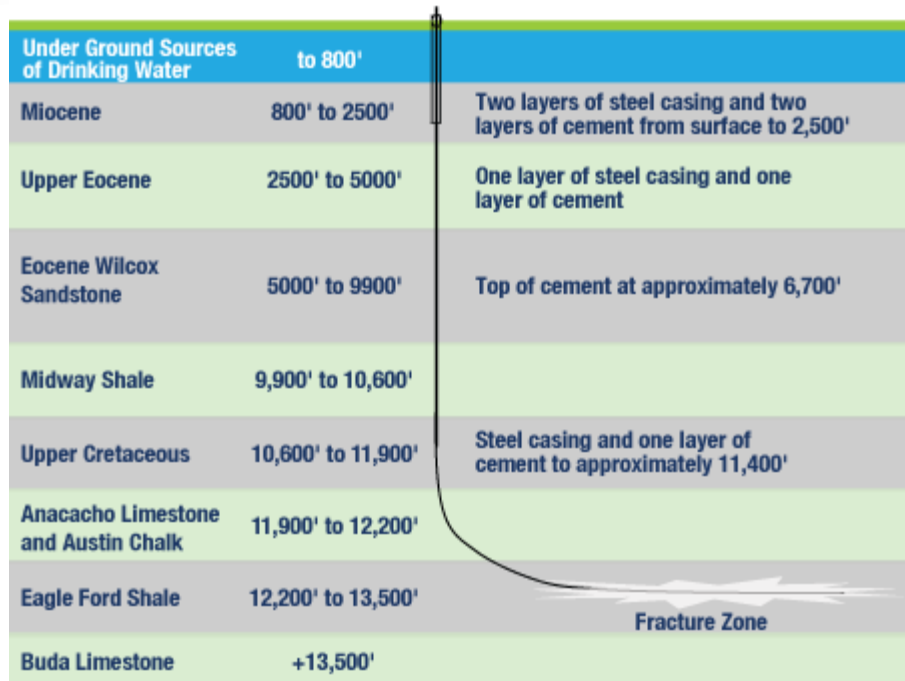 Under Ground Sources
of Drinking Water
to 800'
Miocene
800' to 2500'
Two layers of steel casing and two
layers of cement from surface to 2,500'
Upper Eocene
2500' to 5000'
One layer of steel casing and one
layer of cement
Eocene Wilcox
Sandstone
5000' to 9900'
Top of cement at approximately 6,700'
Midway Shale
9,900' to 10,600'
Upper Cretaceous
10,600' to 11,900'
Steel casing and one layer of
cement to approximately 11,400'
Anacacho Limestone
and Austin Chalk
11,900' to 12,200'
Eagle Ford Shale
12,200' to 13,500'
Fracture Zone
Buda Limestone
+13,500'